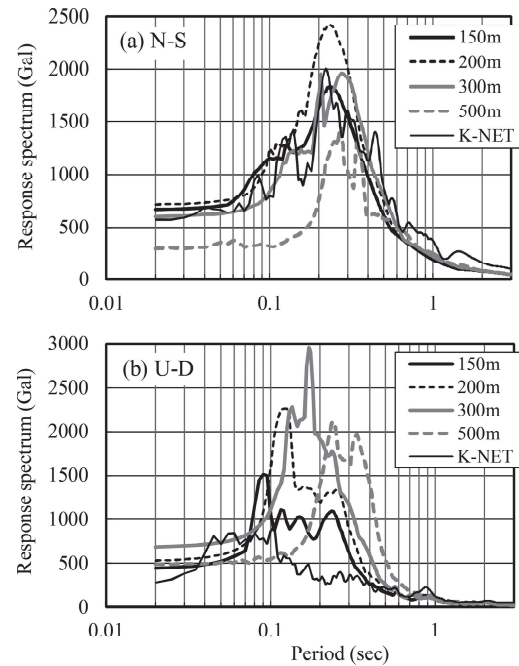 (a) N-S
150m
200m
300m
500m
K-NET
Response spectrum (Gal)
2500
2000
1500
1000
500
0
0.01
0.1
1
(b) U-D
150m
200m
300m
500m
K-NET
Response spectrum (Gal)
3000
2500
2000
1500
1000
500
0
0.01
0.1
1
Period (sec)